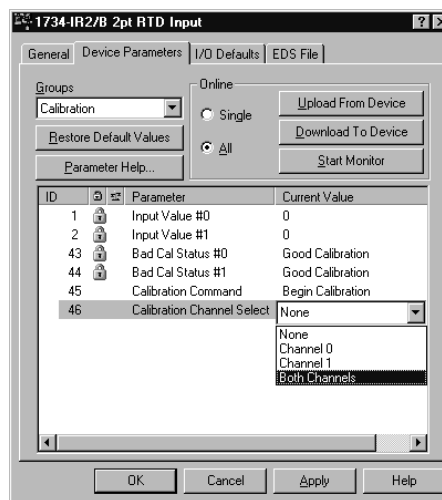 1734-IR2/B 2pt RTD Input
General Device Parameters I/O Defaults EDS File
Groups
Calibration
Restore Default Values
Parameter Help...
Online
Single
All
Upload From Device
Download To Device
Start Monitor
ID Parameter Current Value
1 Input Value #0 0
2 Input Value #1 0
43 Bad Cal Status #0 Good Calibration
44 Bad Cal Status #1 Good Calibration
45 Calibration Command Begin Calibration
46 Calibration Channel Select None
None
Channel 0
Channel 1
Both Channels
OK Cancel Apply Help